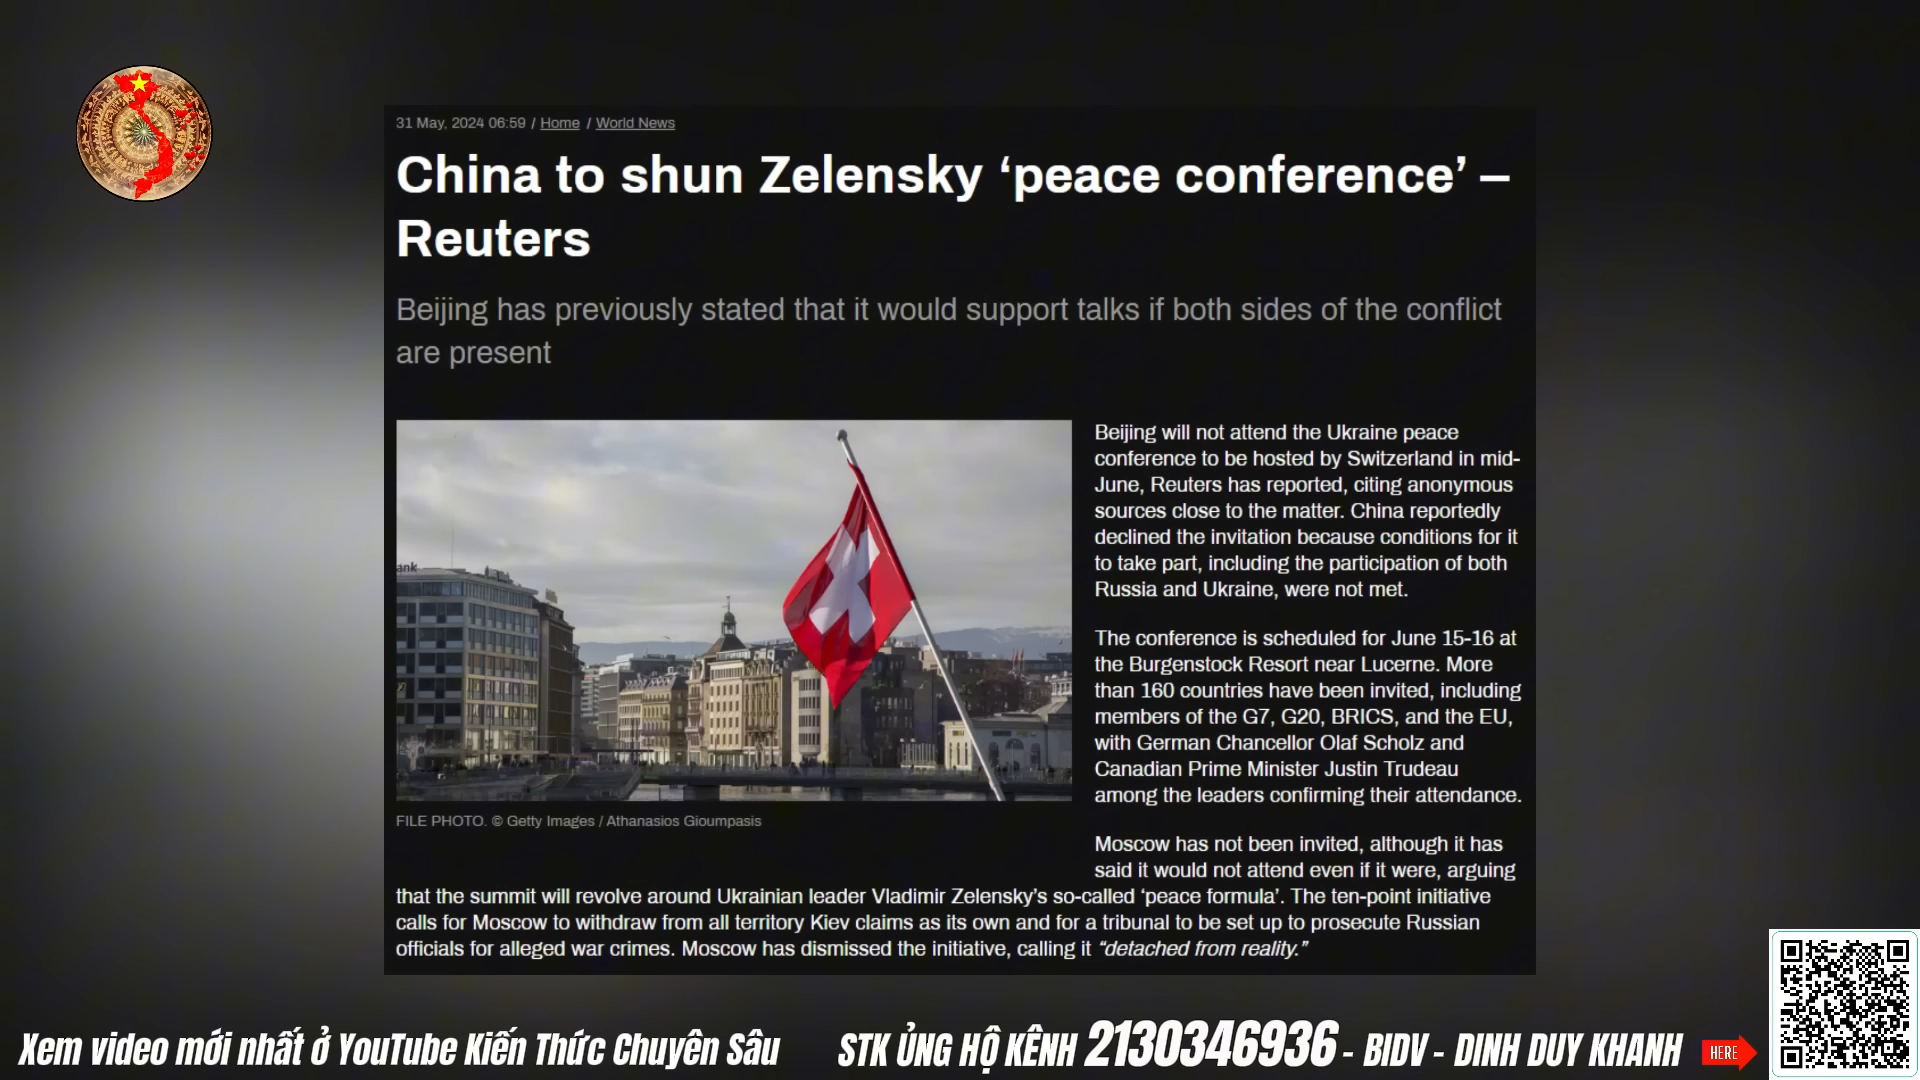 31 May, 2024 06:59 / Home / World News
China to shun Zelensky ‘peace conference’ –
Reuters
Beijing has previously stated that it would support talks if both sides of the conflict
are present
ank
Beijing will not attend the Ukraine peace
conference to be hosted by Switzerland in mid-
June, Reuters has reported, citing anonymous
sources close to the matter. China reportedly
declined the invitation because conditions for it
to take part, including the participation of both
Russia and Ukraine, were not met.
The conference is scheduled for June 15-16 at
the Burgenstock Resort near Lucerne. More
than 160 countries have been invited, including
members of the G7, G20, BRICS, and the EU,
with German Chancellor Olaf Scholz and
Canadian Prime Minister Justin Trudeau
among the leaders confirming their attendance.
FILE PHOTO. © Getty Images / Athanasios Gioumpasis
Moscow has not been invited, although it has
said it would not attend even if it were, arguing
that the summit will revolve around Ukrainian leader Vladimir Zelensky’s so-called ‘peace formula’. The ten-point initiative
calls for Moscow to withdraw from all territory Kiev claims as its own and for a tribunal to be set up to prosecute Russian
officials for alleged war crimes. Moscow has dismissed the initiative, calling it “detached from reality.”
Xem video mới nhất ở YouTube Kiến Thức Chuyên Sâu
STK ỦNG HỘ KÊNH 2130346936 - BIDV - DINH DUY KHANH
HERE